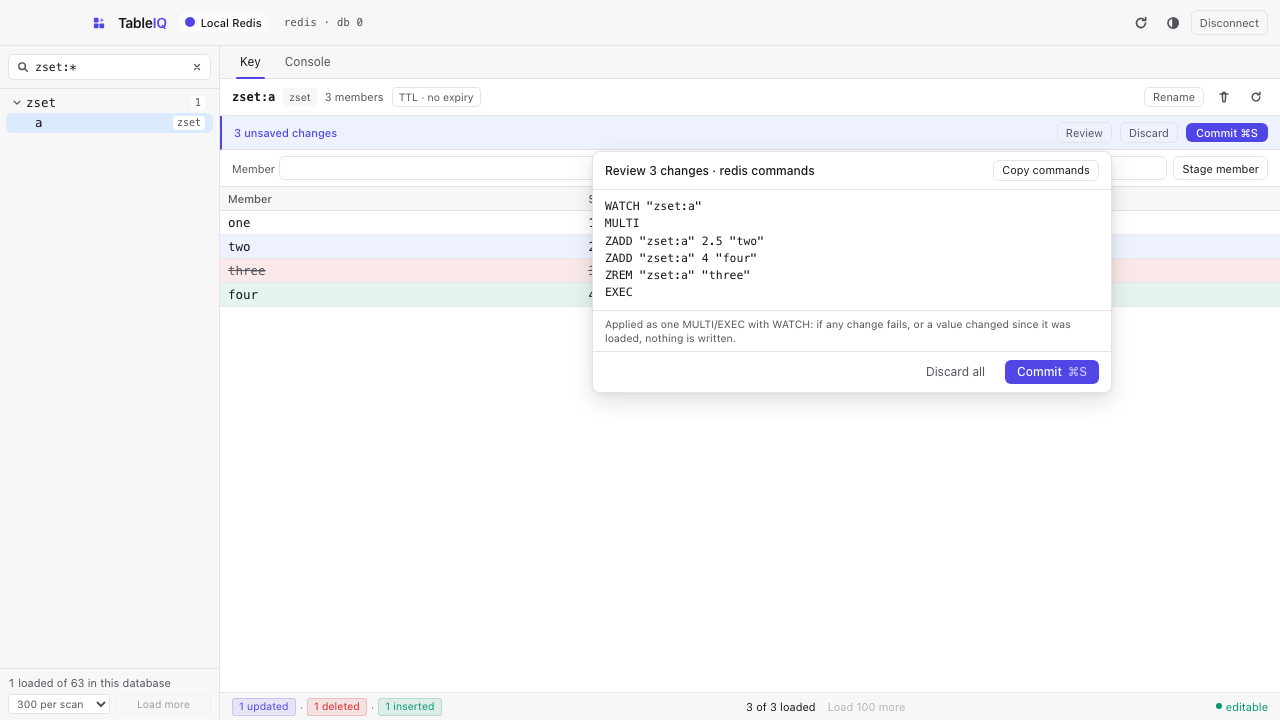 TableIQ
Local Redis
redis · db 0
Disconnect
zset:*
zset 1
a zset
1 loaded of 63 in this database
300 per scan
Load more
Key Console
zset:a zset 3 members TTL · no expiry Rename
3 unsaved changes Review Discard Commit ⌘S
Member Stage member
Member
one
two
three
four
Review 3 changes · redis commands Copy commands
WATCH "zset:a"
MULTI
ZADD "zset:a" 2.5 "two"
ZADD "zset:a" 4 "four"
ZREM "zset:a" "three"
EXEC
Applied as one MULTI/EXEC with WATCH: if any change fails, or a value changed since it was
loaded, nothing is written.
Discard all Commit ⌘S
1 updated · 1 deleted · 1 inserted 3 of 3 loaded Load 100 more editable